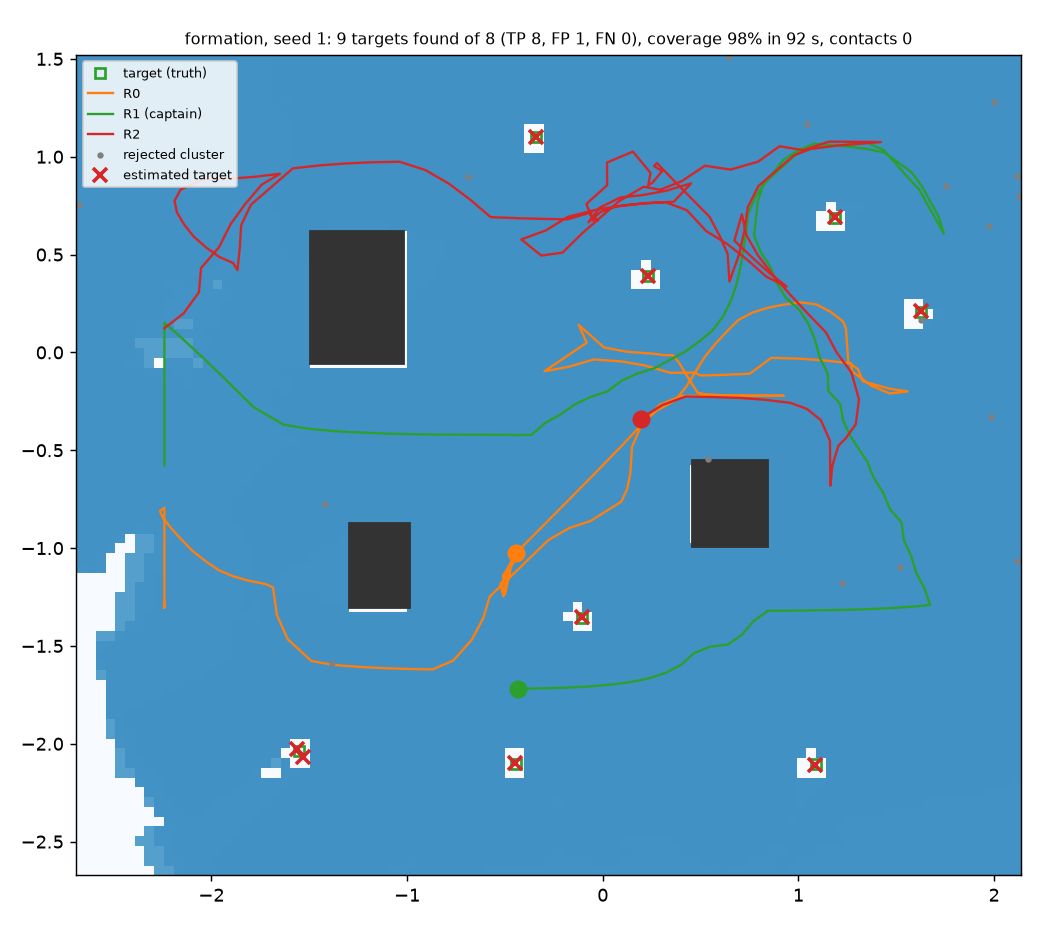 formation, seed 1: 9 targets found of 8 (TP 8, FP 1, FN 0), coverage 98% in 92 s, contacts 0
target (truth)
R0
R1 (captain)
R2
rejected cluster
estimated target
1.5
1.0
0.5
0.0
−0.5
−1.0
−1.5
−2.0
−2.5
−2
−1
0
1
2